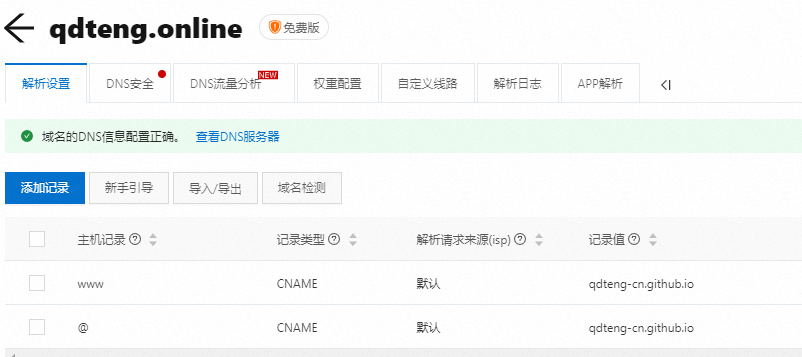 qdteng.online 免费版
解析设置 DNS安全 DNS流量分析 NEW 权重配置 自定义线路 解析日志 APP解析
域名的DNS信息配置正确。 查看DNS服务器
添加记录 新手引导 导入/导出 域名检测
主机记录 记录类型 解析请求来源(isp) 记录值
www CNAME 默认 qdteng-cn.github.io
@ CNAME 默认 qdteng-cn.github.io